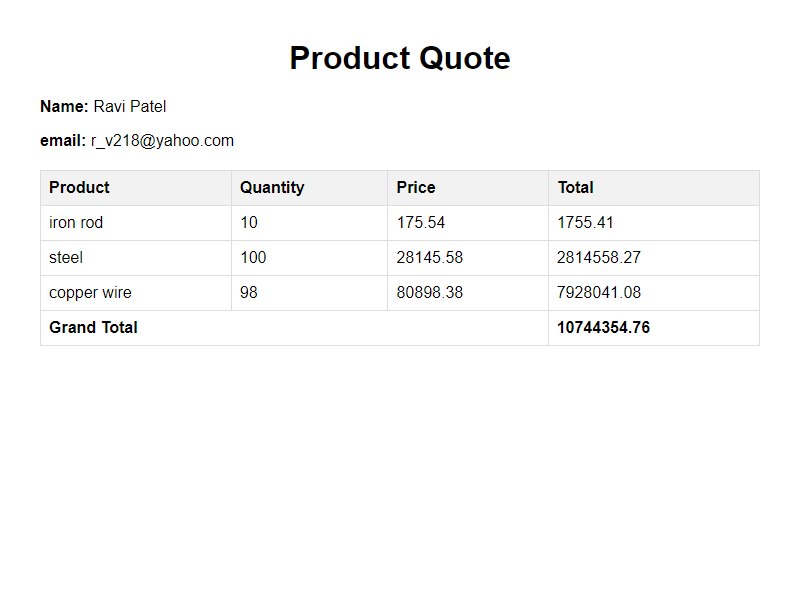 Product Quote
Name: Ravi Patel
email: r_v218@yahoo.com
Product Quantity Price Total
iron rod 10 175.54 1755.41
steel 100 28145.58 2814558.27
copper wire 98 80898.38 7928041.08
Grand Total 10744354.76